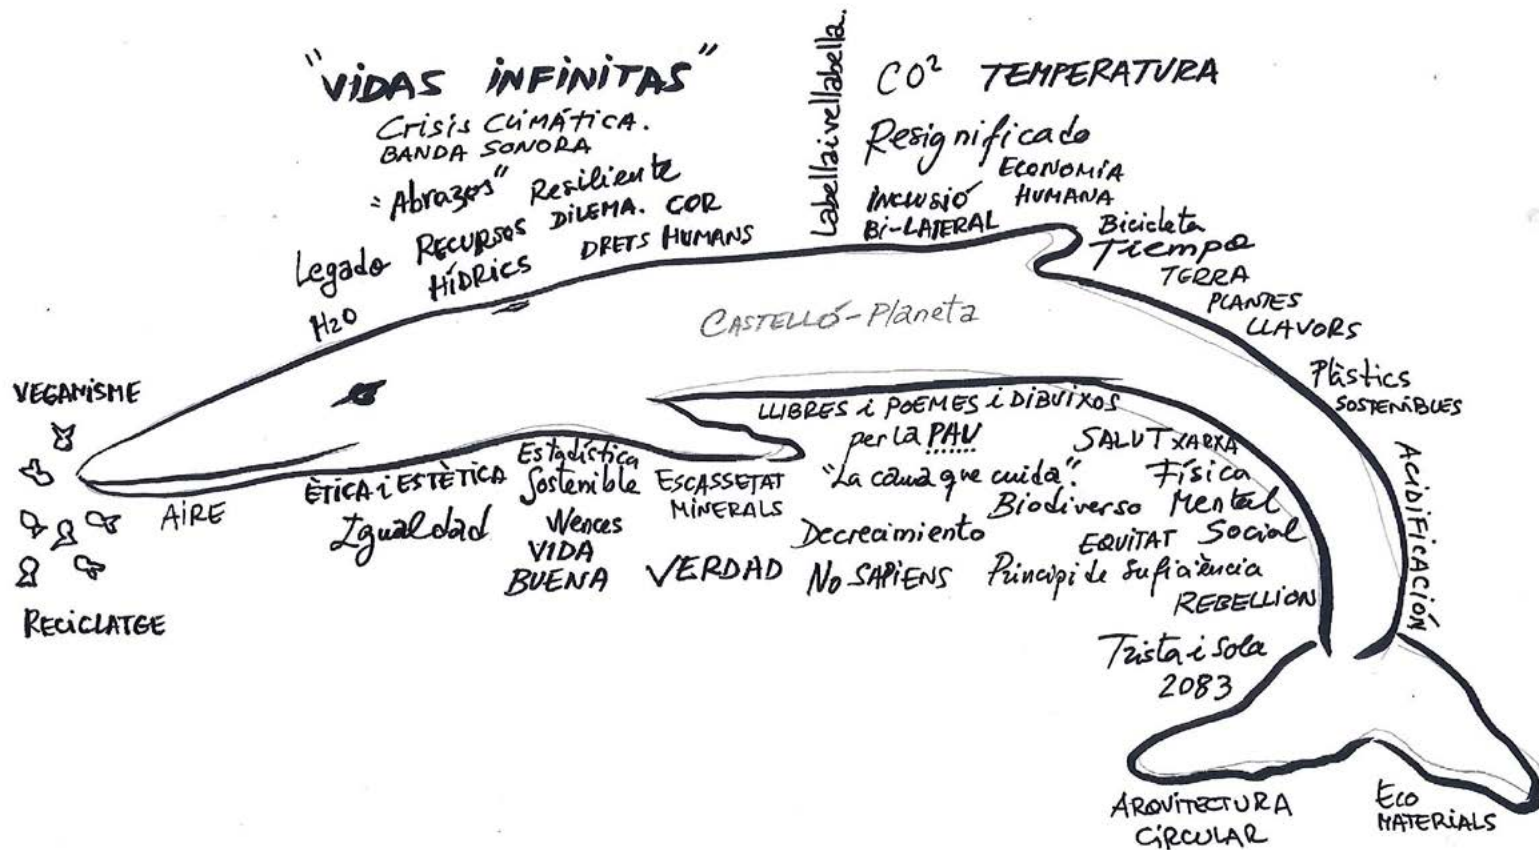 "VIDAS INFINITAS"
CRISIS CLIMÁTICA.
BANDA SONORA
"Abrazos" Resiliente
DILEMA. COR
Legado RECURSOS
HÍDRICS
DRETS HUMANS
H2O
Labellaivellabella.
CO² TEMPERATURA
Resignificado
ECONOMÍA
HUMANA
INCLUSIÓ
BI-LATERAL
Bicicleta
Tiempo
TERRA
PLANTES
LLAVORS
Plàstics
SOSTENIBLES
ACIDIFICACIÓN
CASTELLÓ-Planeta
VEGANISME
RECICLATGE
AIRE
ÈTICA i ESTÈTICA
Igualdad
Estadística
Sostenible
Wences
VIDA
BUENA
ESCASSETAT
MINERALS
VERDAD
LLIBRES i POEMES i DIBUIXOS
per la PAU
"La cama que cuida".
Decrecimiento
NO SAPIENS
SALUT XARXA
Física
Biodiverso Mental
EQUITAT Social
Principi de suficiència
REBELLION
Trista i sola
2083
ARQUITECTURA
CIRCULAR
ECO
MATERIALS